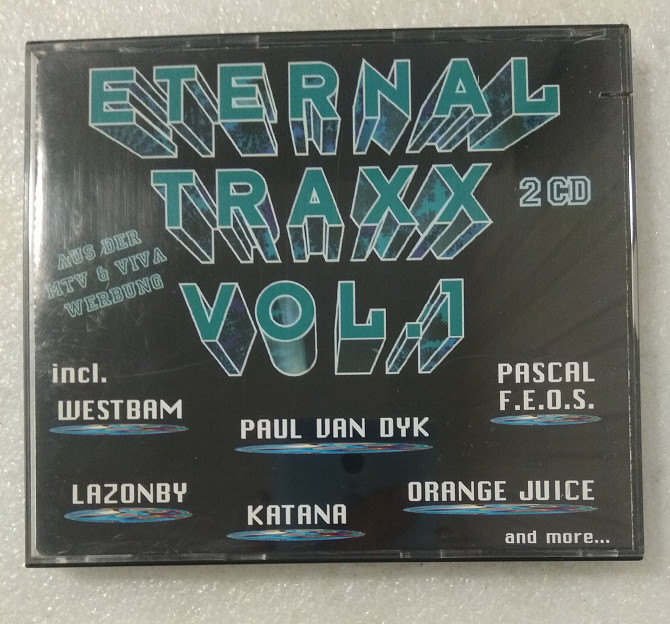 ETERNAL
TRAXX
2 CD
AUS DER
MTV & VIVA
WERBUNG
VOL.1
incl.
WESTBAM
PAUL VAN DYK
PASCAL
F.E.O.S.
LAZONBY
KATANA
ORANGE JUICE
and more...